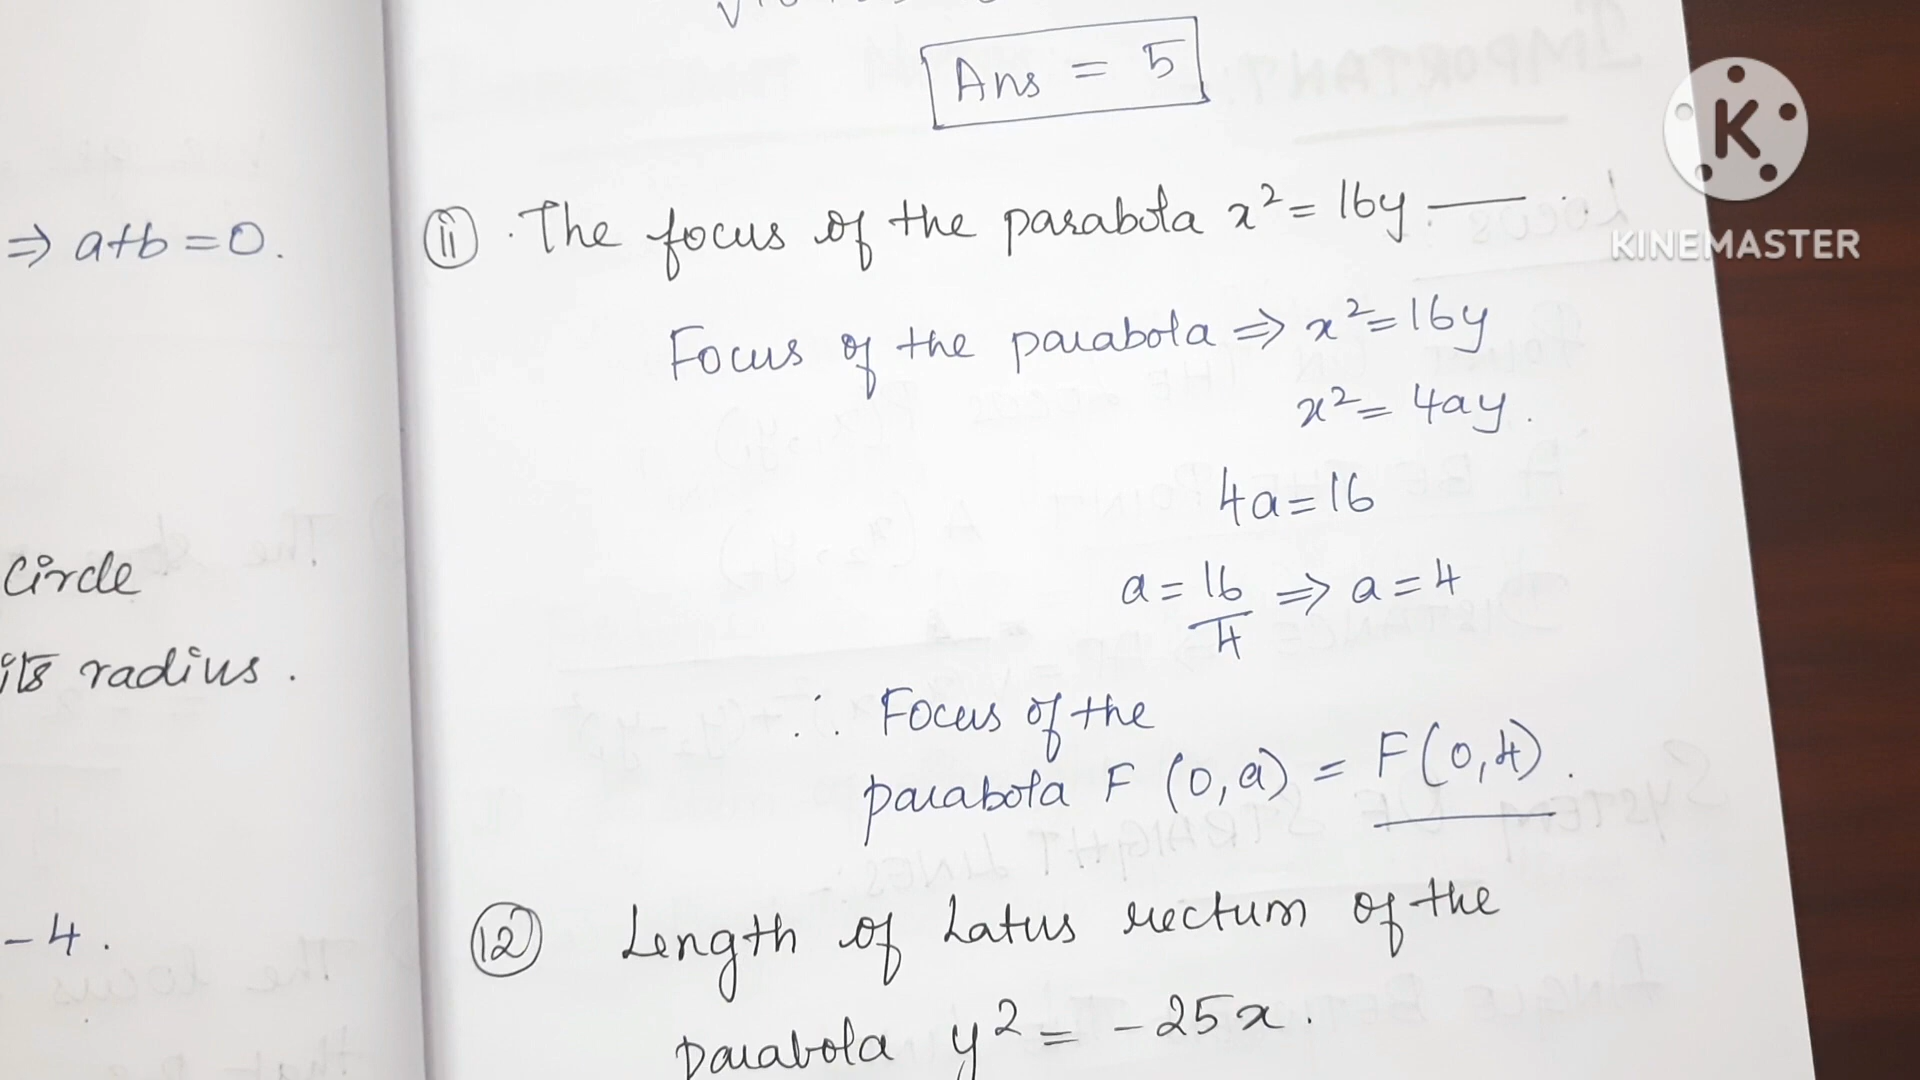 ⇒ a+b = 0.
Circle
its radius.
-4.
Ans = 5
(ii). The focus of the parabola x² = 16y —
Focus of the parabola ⇒ x² = 16y
x² = 4ay.
4a = 16
a = 16/4 ⇒ a = 4
∴ Focus of the
parabola F (0, a) = F(0,4).
(12) Length of Latus rectum of the
parabola y² = -25x.
K
KINEMASTER